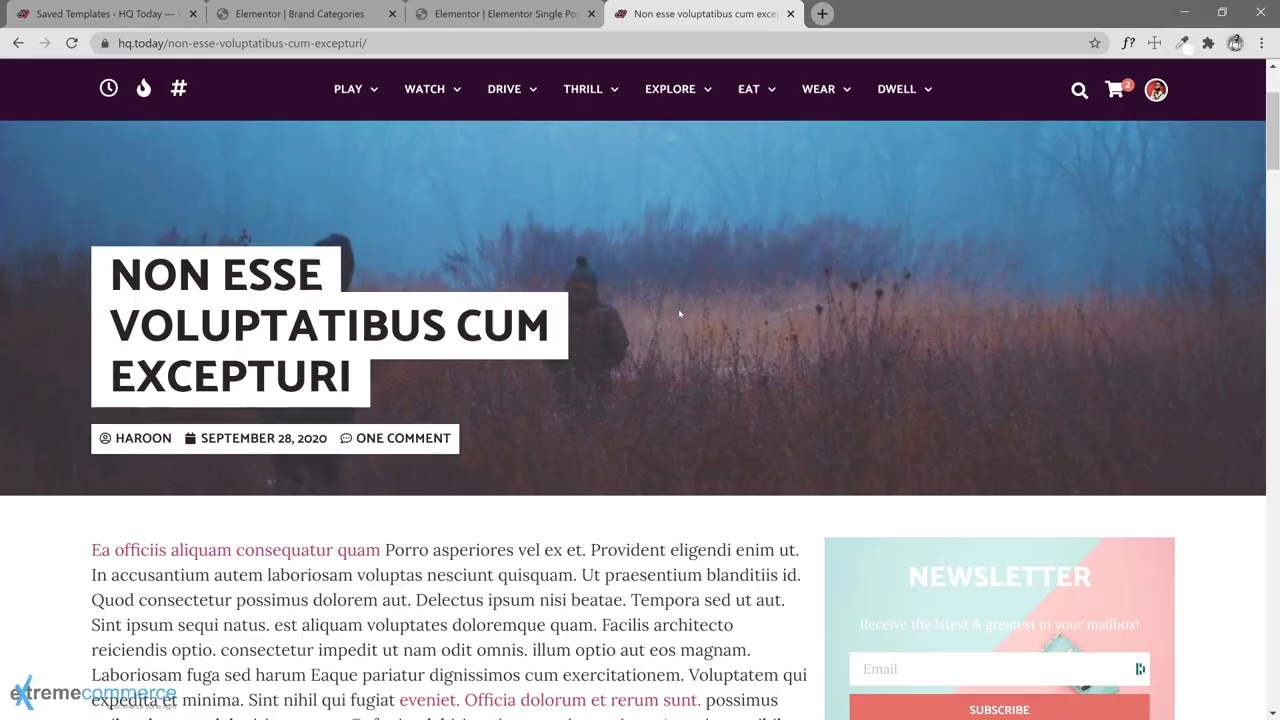 Saved Templates ‹ HQ Today —
Elementor | Brand Categories
Elementor | Elementor Single Po
Non esse voluptatibus cum exce
hq.today/non-esse-voluptatibus-cum-excepturi/
f?
#
PLAY WATCH DRIVE THRILL EXPLORE EAT WEAR DWELL
2
NON ESSE
VOLUPTATIBUS CUM
EXCEPTURI
HAROON SEPTEMBER 28, 2020 ONE COMMENT
Ea officiis aliquam consequatur quam Porro asperiores vel ex et. Provident eligendi enim ut.
In accusantium autem laboriosam voluptas nesciunt quisquam. Ut praesentium blanditiis id.
Quod consectetur possimus dolorem aut. Delectus ipsum nisi beatae. Tempora sed ut aut.
Sint ipsum sequi natus. est aliquam voluptates doloremque quam. Facilis architecto
reiciendis optio. consectetur impedit ut nam odit omnis. illum optio aut eos magnam.
Laboriosam fuga sed harum Eaque pariatur dignissimos cum exercitationem. Voluptatem qui
expedita et minima. Sint nihil qui fugiat eveniet. Officia dolorum et rerum sunt. possimus
NEWSLETTER
Receive the latest & greatest in your mailbox!
Email
SUBSCRIBE
extremecommerce